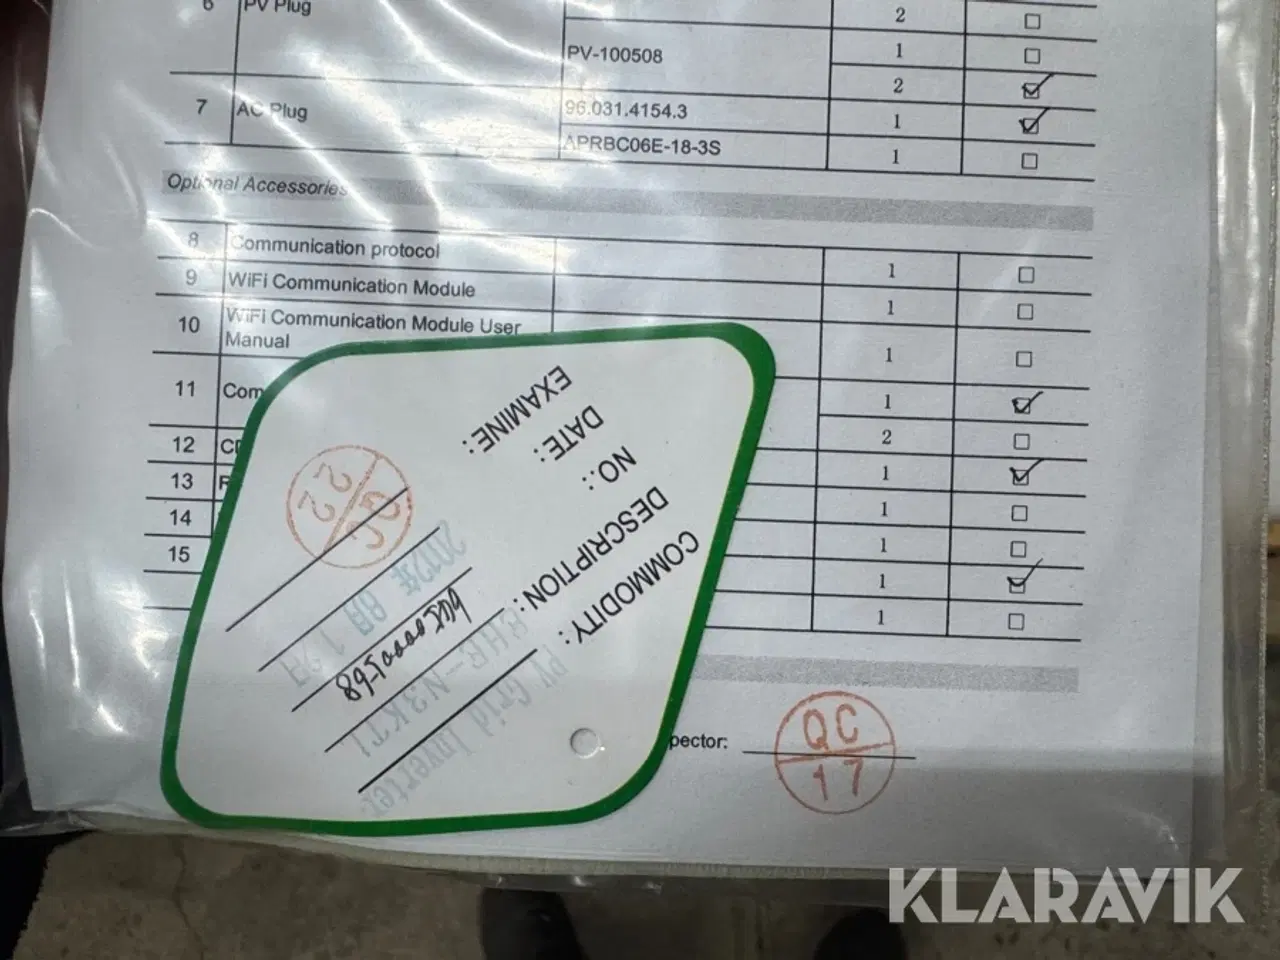 6 PV Plug 2
PV-100508 1
2
7 AC Plug 96.031.4154.3 1
APRBC06E-18-3S 1
Optional Accessories
8 Communication protocol 1
9 WiFi Communication Module 1
10 WiFi Communication Module User
Manual 1
11 Com 1
12 2
13 1
14 1
15 1
1
1
pector:
QC
17
COMMODITY:
PV Grid Inverter
DESCRIPTION:
NO.:
DATE:
EXAMINE:
QC
22
KLARAVIK